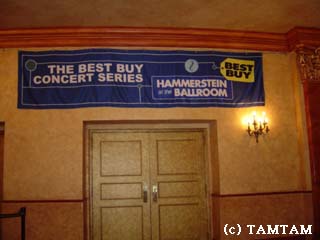 THE BEST BUY
CONCERT SERIES
HAMMERSTEIN
at the BALLROOM
BEST
BUY
(c) TAMTAM